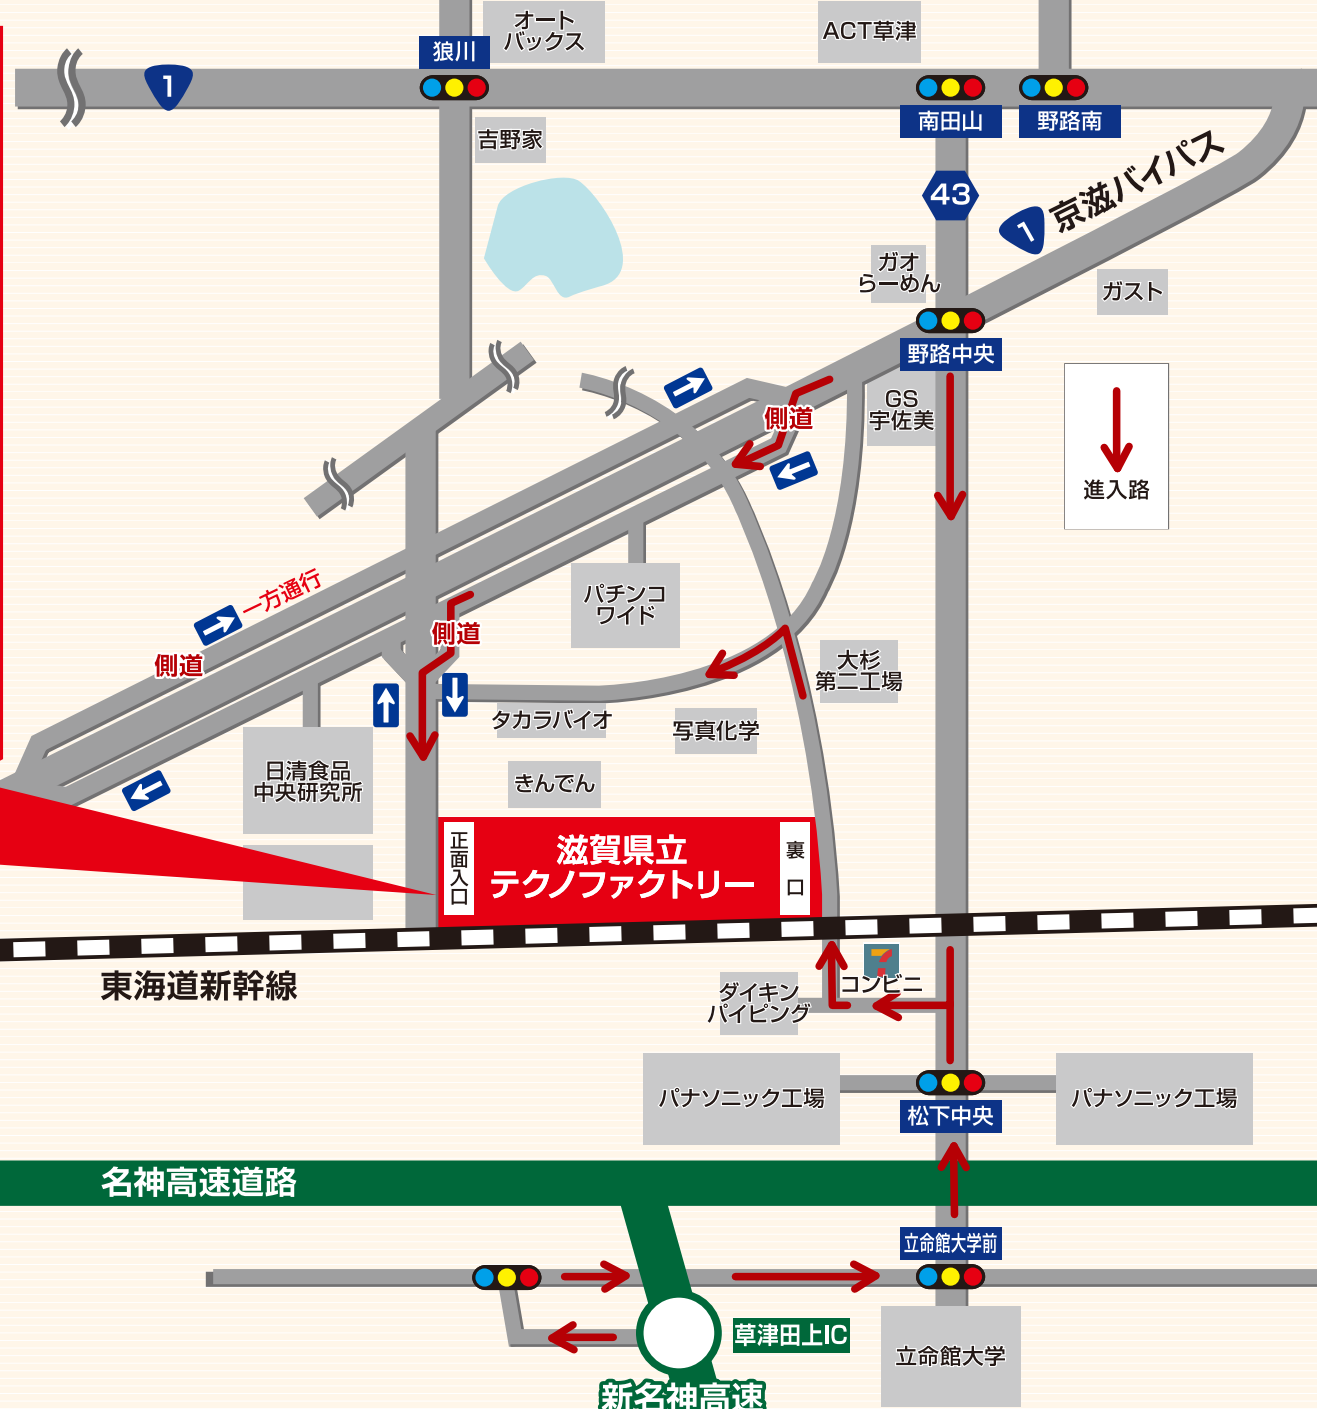 オート
バックス
ACT草津
狼川
1
南田山
野路南
吉野家
43
1
京滋バイパス
ガオ
らーめん
ガスト
野路中央
GS
宇佐美
側道
進入路
一方通行
パチンコ
ワイド
側道
側道
大杉
第二工場
タカラバイオ
写真化学
日清食品
中央研究所
きんでん
正面入口
滋賀県立
テクノファクトリー
裏口
東海道新幹線
7
コンビニ
ダイキン
パイピング
パナソニック工場
パナソニック工場
松下中央
名神高速道路
立命館大学前
草津田上IC
立命館大学
新名神高速